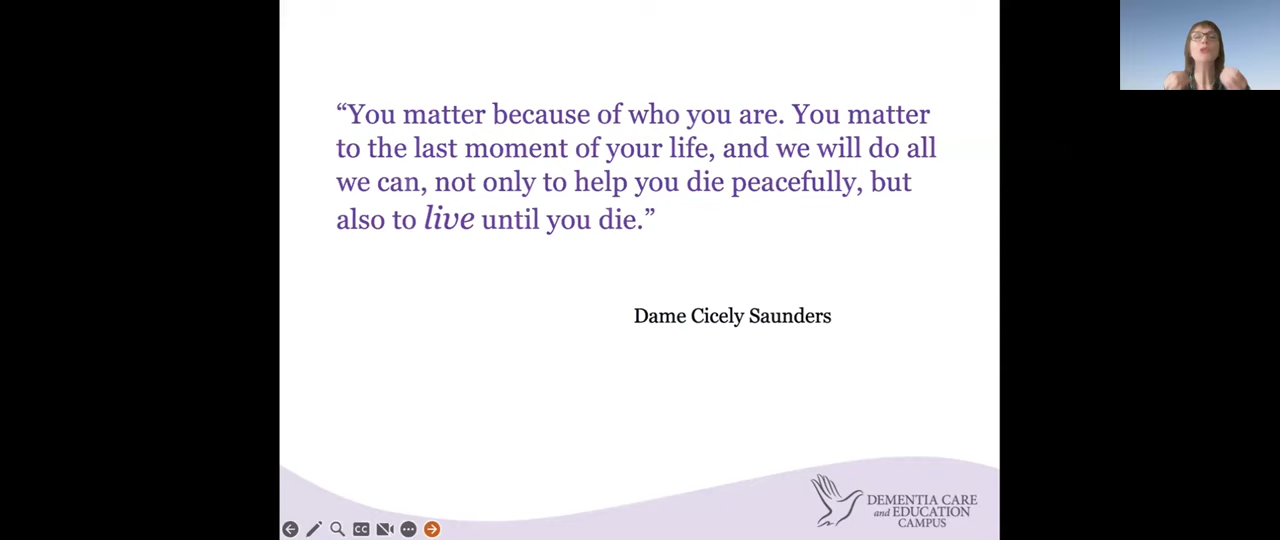 “You matter because of who you are. You matter
to the last moment of your life, and we will do all
we can, not only to help you die peacefully, but
also to live until you die.”
Dame Cicely Saunders
DEMENTIA CARE
and EDUCATION
CAMPUS
CC